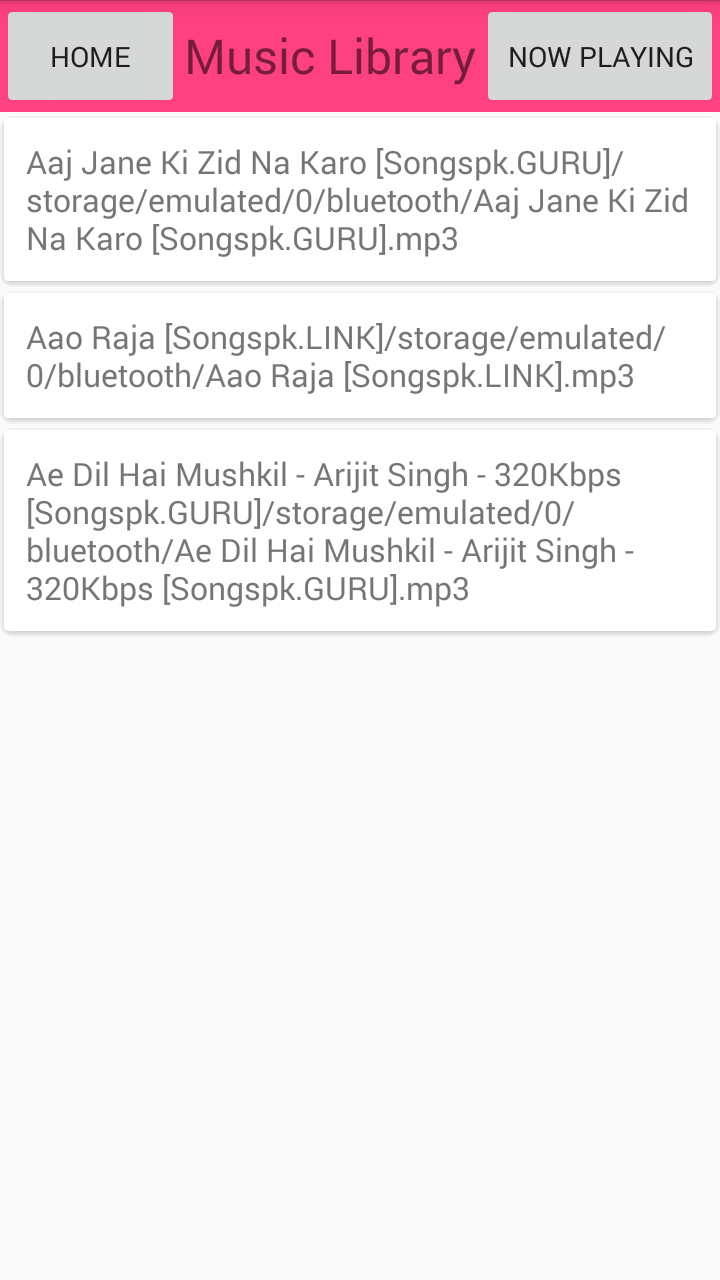 HOME
Music Library
NOW PLAYING
Aaj Jane Ki Zid Na Karo [Songspk.GURU]/
storage/emulated/0/bluetooth/Aaj Jane Ki Zid
Na Karo [Songspk.GURU].mp3
Aao Raja [Songspk.LINK]/storage/emulated/
0/bluetooth/Aao Raja [Songspk.LINK].mp3
Ae Dil Hai Mushkil - Arijit Singh - 320Kbps
[Songspk.GURU]/storage/emulated/0/
bluetooth/Ae Dil Hai Mushkil - Arijit Singh -
320Kbps [Songspk.GURU].mp3